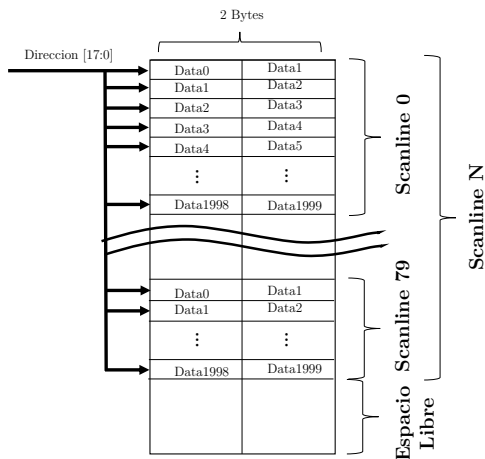 2 Bytes
Direccion [17:0]
Data0 Data1
Data1 Data2
Data2 Data3
Data3 Data4
Data4 Data5
⋮ ⋮
Data1998 Data1999
Scanline 0
Scanline N
Data0 Data1
Data1 Data2
⋮ ⋮
Data1998 Data1999
Scanline 79
Espacio
Libre